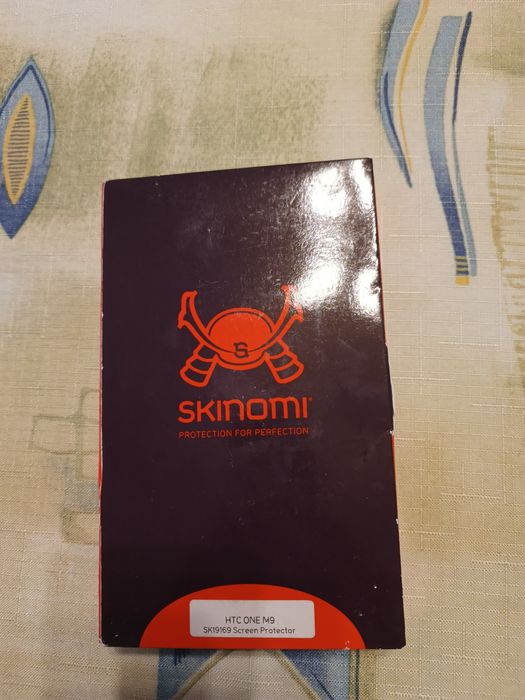 S
SKINOMI®
PROTECTION FOR PERFECTION
HTC ONE M9
SK19169 Screen Protector